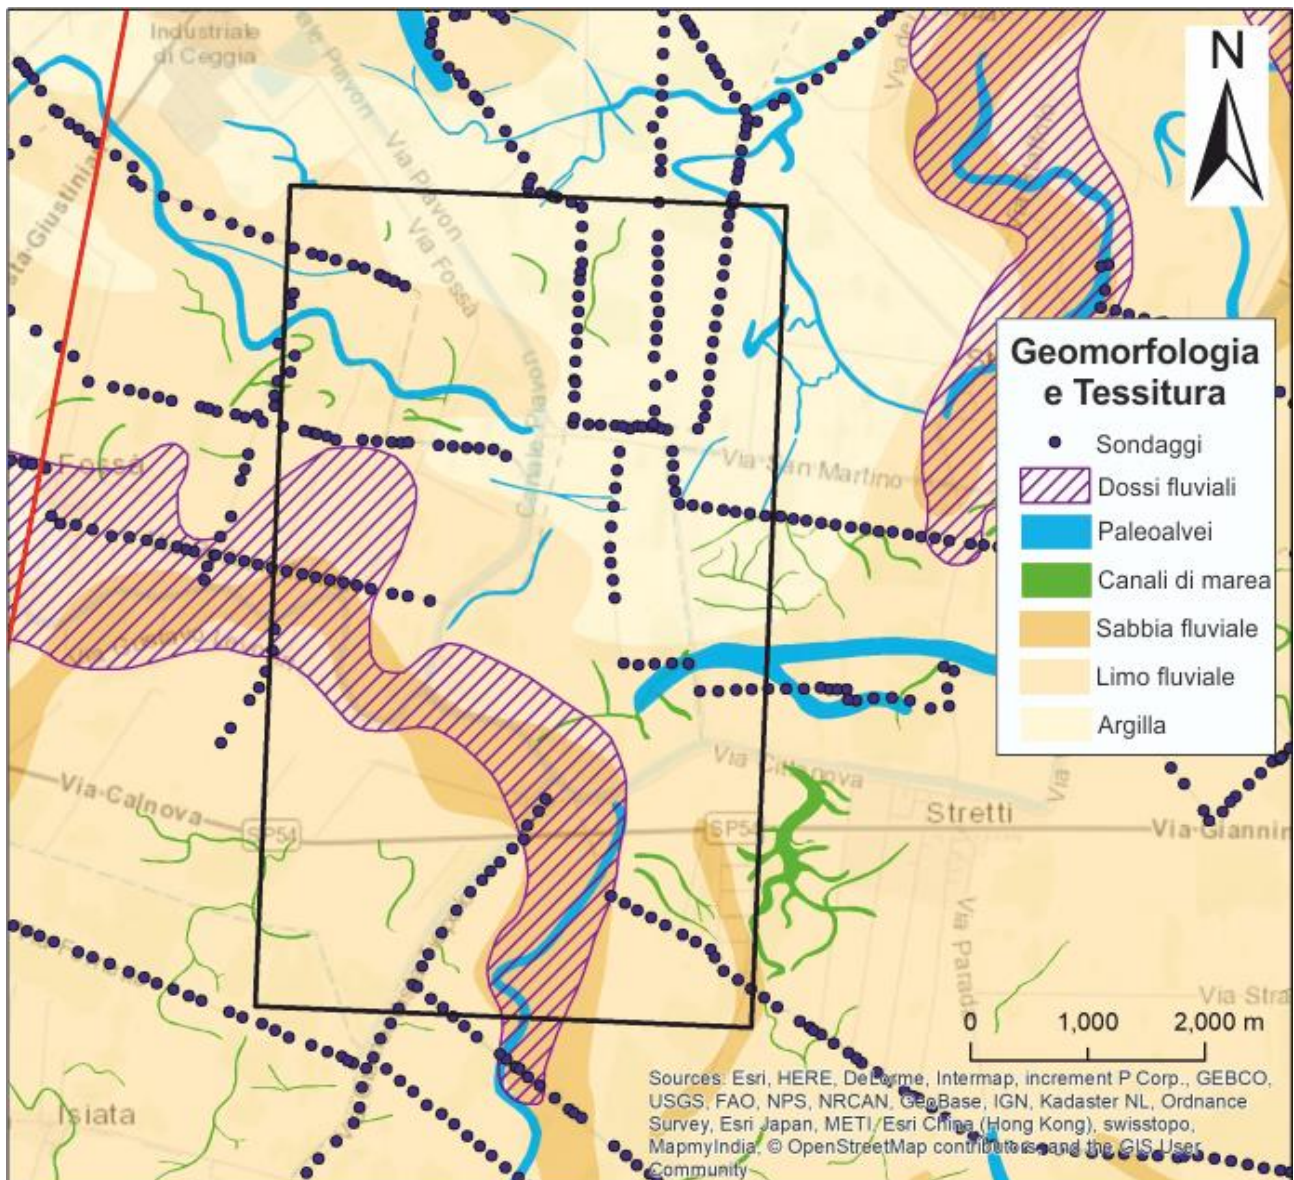 Industriale
di Ceggia
N
Via Pavon
Via Fossà
Geomorfologia
e Tessitura
Sondaggi
Dossi fluviali
Paleoalvei
Canali di marea
Sabbia fluviale
Limo fluviale
Argilla
Fossà
Canale Piavon
Via San Martino
Via Calnova
SP54
SP54
Via Cittanova
Stretti
Via Giannin
Via Parada
Via Stra
0 1,000 2,000 m
Isiata
Sources: Esri, HERE, DeLorme, Intermap, increment P Corp., GEBCO,
USGS, FAO, NPS, NRCAN, GeoBase, IGN, Kadaster NL, Ordnance
Survey, Esri Japan, METI, Esri China (Hong Kong), swisstopo,
MapmyIndia, © OpenStreetMap contributors, and the GIS User
Community